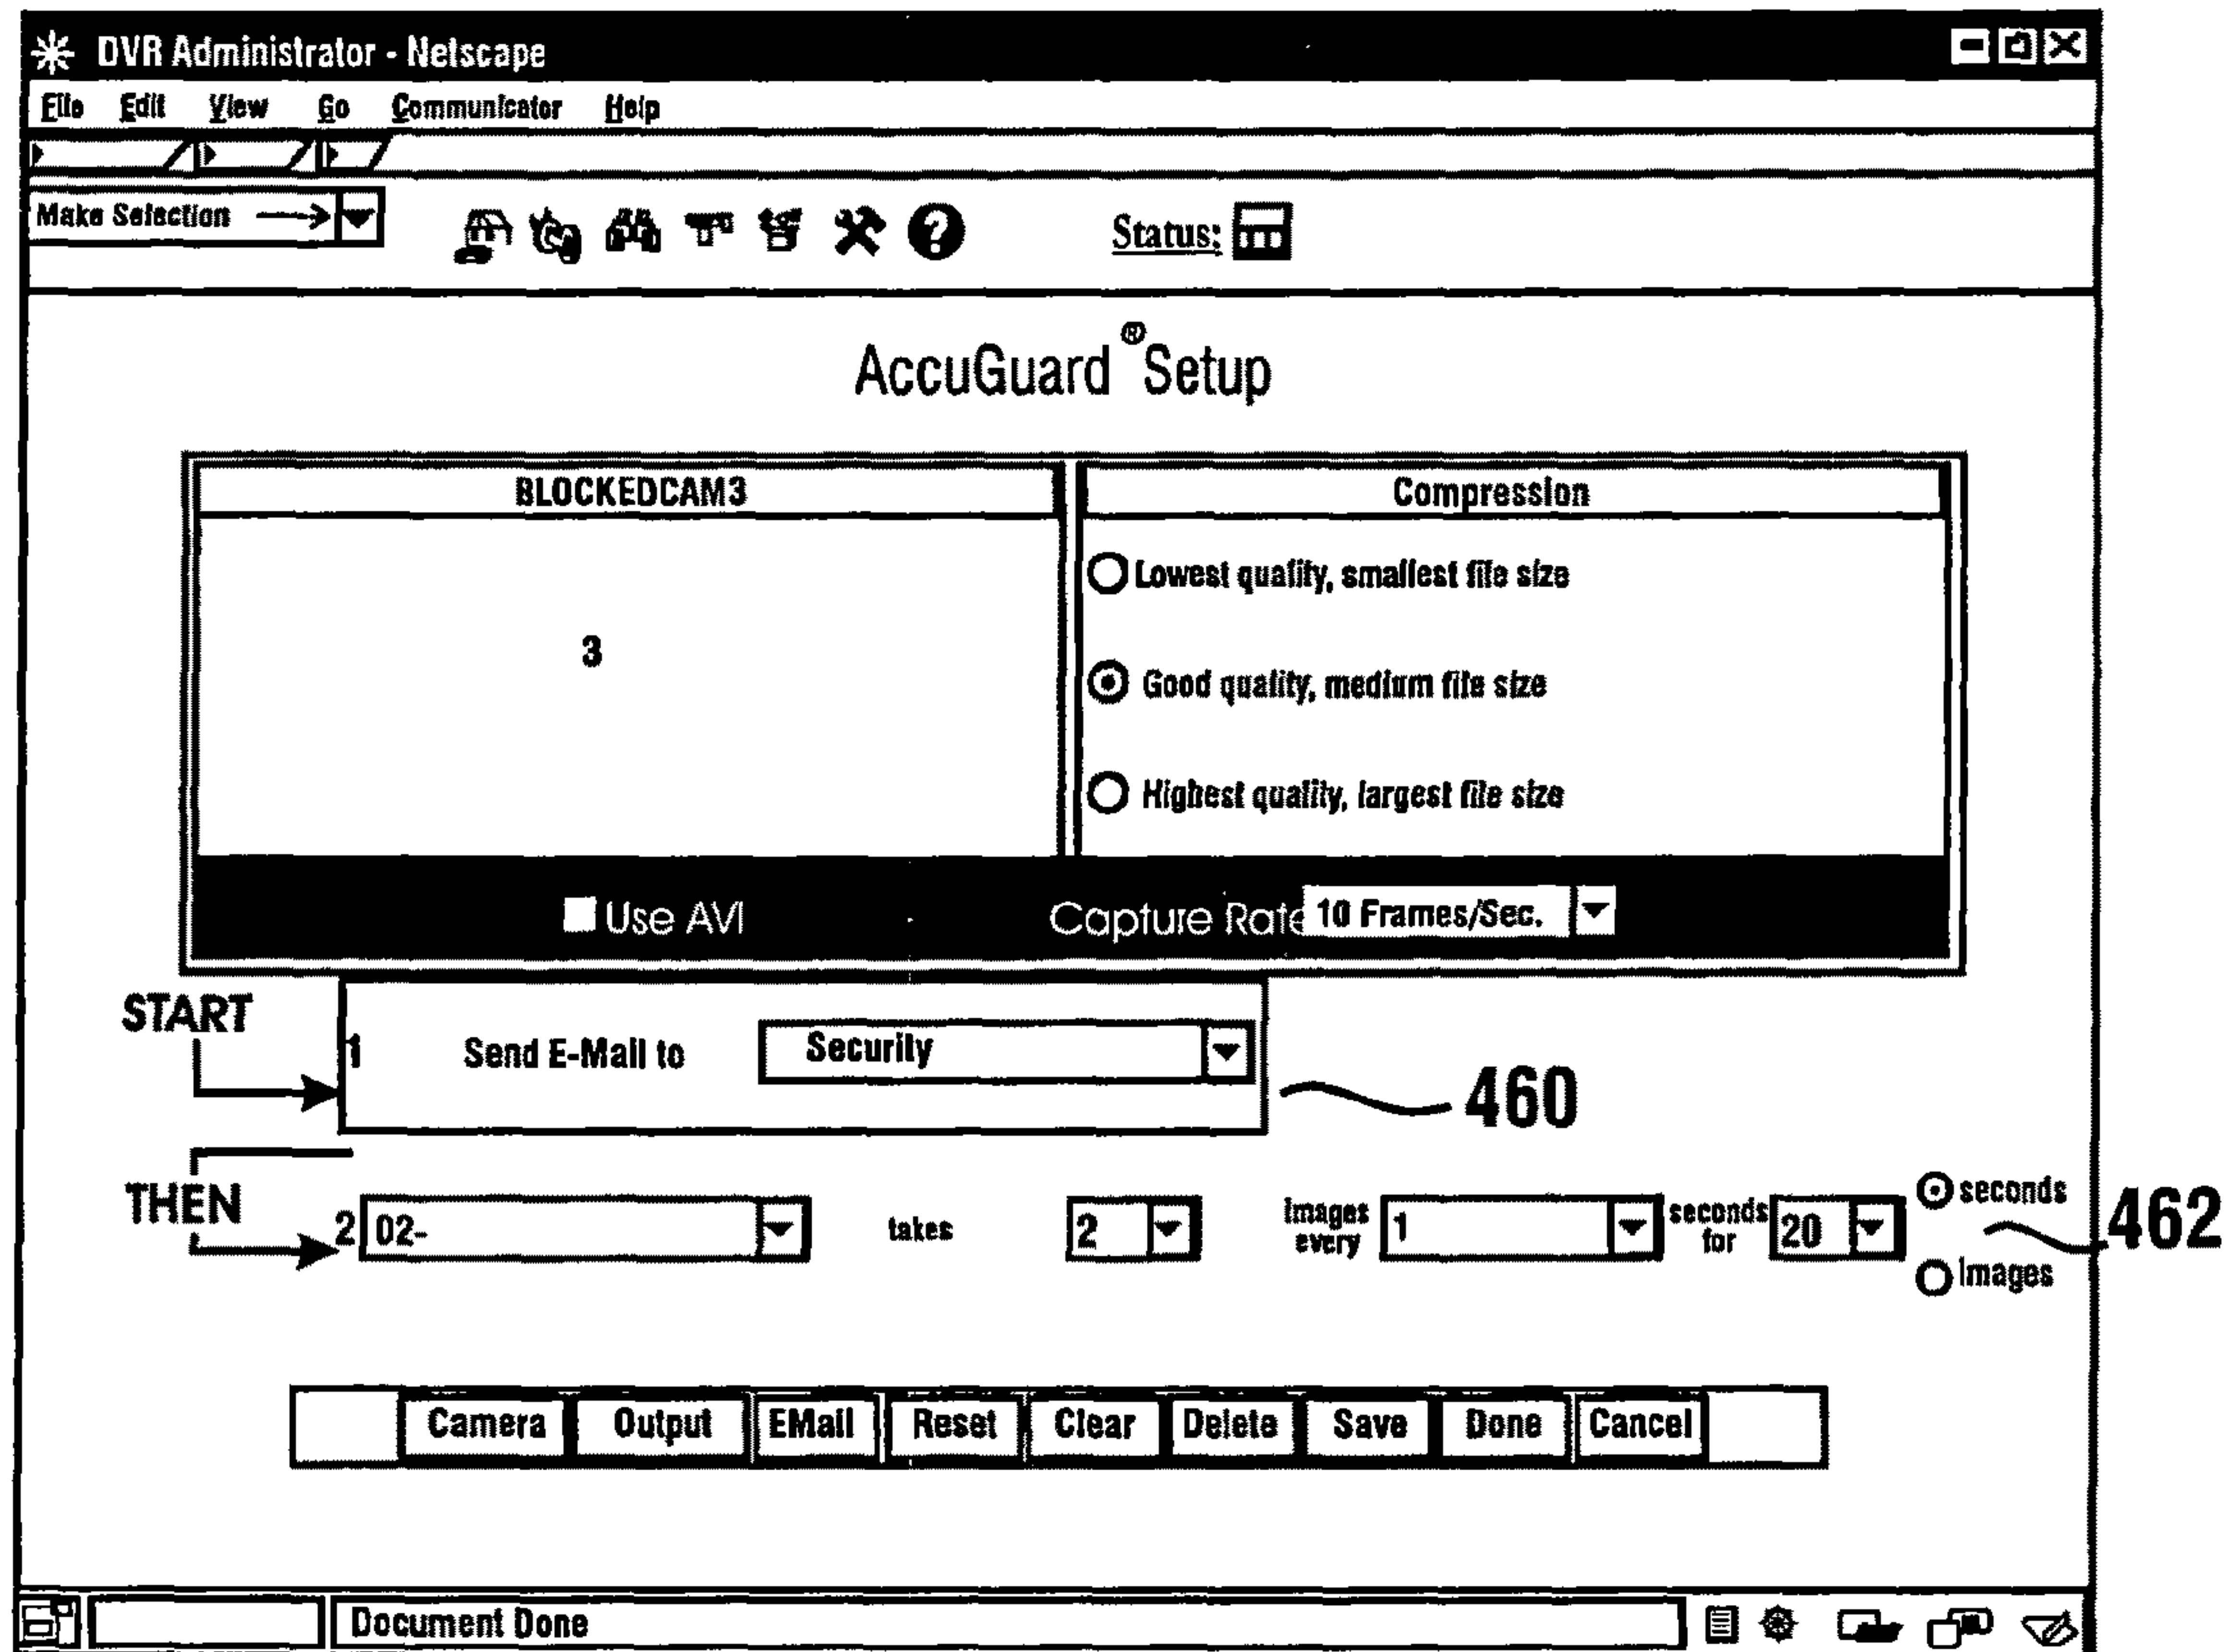 DVR Administrator - Netscape
File Edit View Go Communicator Help
Make Selection
Status:
AccuGuard® Setup
BLOCKEDCAM3
Compression
3
Lowest quality, smallest file size
Good quality, medium file size
Highest quality, largest file size
Use AVI
Capture Rate 10 Frames/Sec.
START
1 Send E-Mail to Security
460
THEN
2 02- takes 2 Images every 1 seconds for 20
seconds
Images
462
Camera Output EMail Reset Clear Delete Save Done Cancel
Document Done